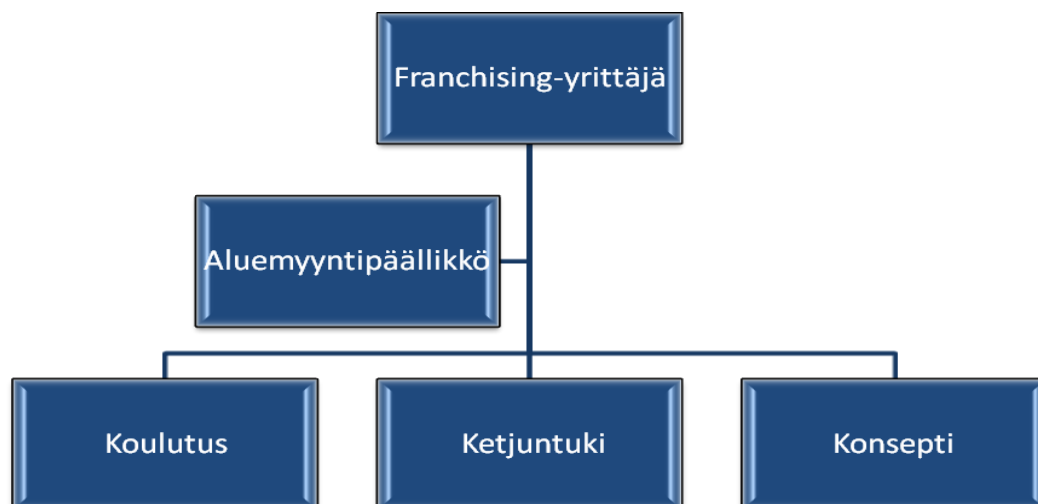 Franchising-yrittäjä
Aluemyyntipäällikkö
Koulutus
Ketjuntuki
Konsepti